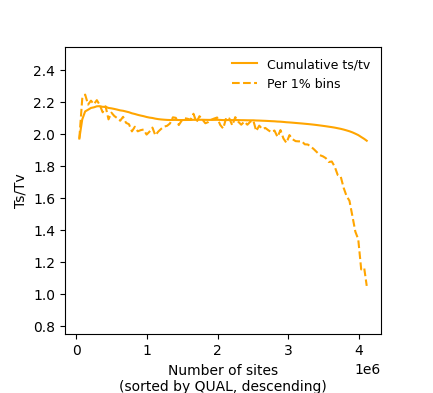 Cumulative ts/tv
Per 1% bins
2.4
2.2
2.0
1.8
1.6
1.4
1.2
1.0
0.8
Ts/Tv
0
1
2
3
4
1e6
Number of sites
(sorted by QUAL, descending)